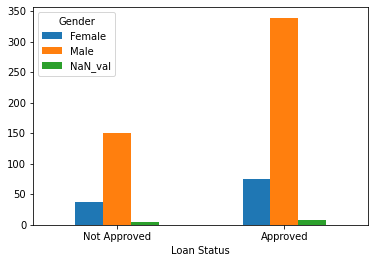 350
300
250
200
150
100
50
0
Gender
Female
Male
NaN_val
Not Approved
Approved
Loan Status